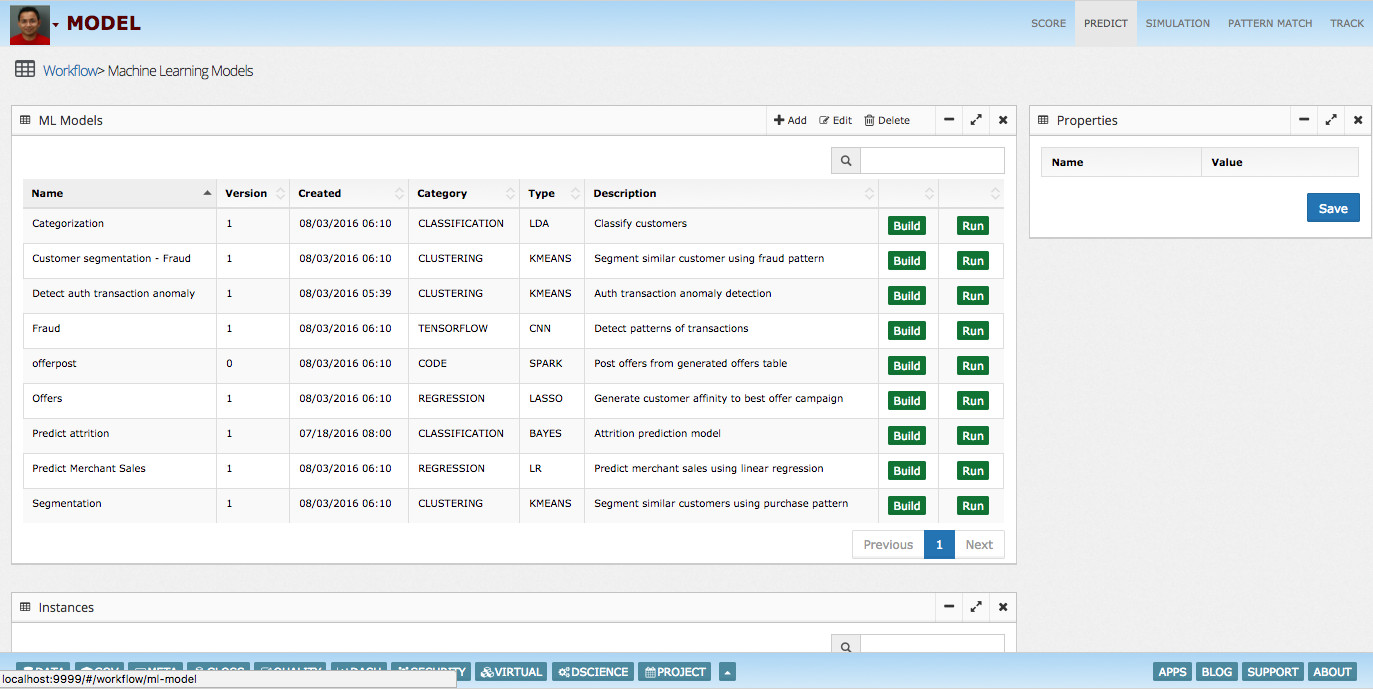 MODEL
SCORE PREDICT SIMULATION PATTERN MATCH TRACK
Workflow> Machine Learning Models
ML Models Add Edit Delete
Name Version Created Category Type Description
Categorization 1 08/03/2016 06:10 CLASSIFICATION LDA Classify customers Build Run
Customer segmentation - Fraud 1 08/03/2016 06:10 CLUSTERING KMEANS Segment similar customer using fraud pattern Build Run
Detect auth transaction anomaly 1 08/03/2016 05:39 CLUSTERING KMEANS Auth transaction anomaly detection Build Run
Fraud 1 08/03/2016 06:10 TENSORFLOW CNN Detect patterns of transactions Build Run
offerpost 0 08/03/2016 06:10 CODE SPARK Post offers from generated offers table Build Run
Offers 1 08/03/2016 06:10 REGRESSION LASSO Generate customer affinity to best offer campaign Build Run
Predict attrition 1 07/18/2016 08:00 CLASSIFICATION BAYES Attrition prediction model Build Run
Predict Merchant Sales 1 08/03/2016 06:10 REGRESSION LR Predict merchant sales using linear regression Build Run
Segmentation 1 08/03/2016 06:10 CLUSTERING KMEANS Segment similar customers using purchase pattern Build Run
Previous 1 Next
Properties
Name Value
Save
Instances
DATA GOV META GLOSS QUALITY DASH SECURITY VIRTUAL DSCIENCE PROJECT APPS BLOG SUPPORT ABOUT
localhost:9999/#/workflow/ml-model